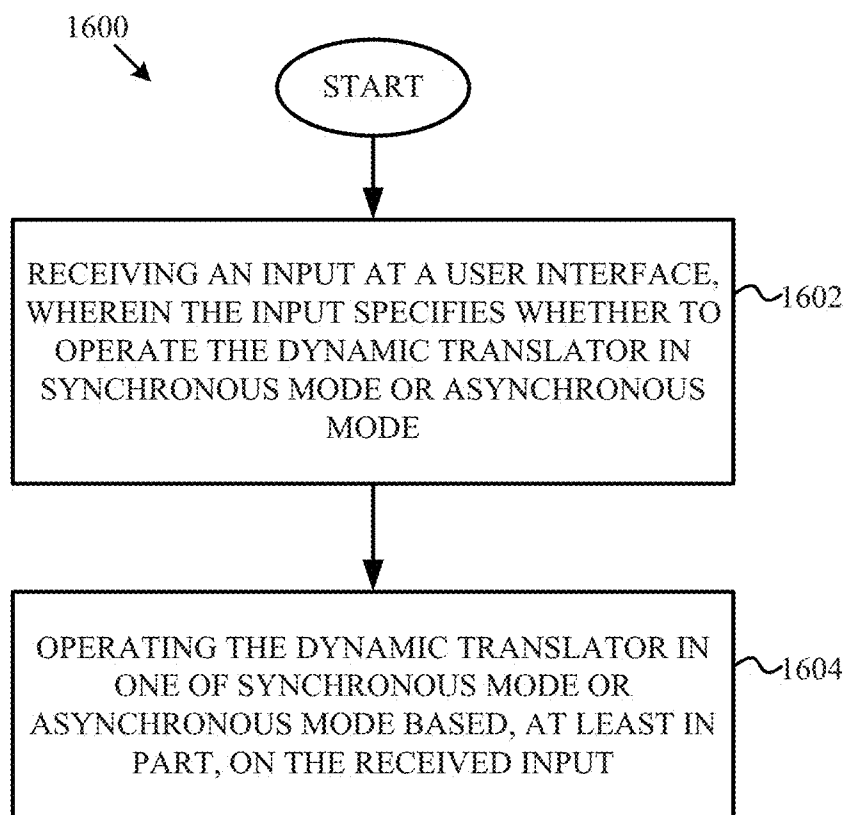 1600
START
RECEIVING AN INPUT AT A USER INTERFACE,
WHEREIN THE INPUT SPECIFIES WHETHER TO
OPERATE THE DYNAMIC TRANSLATOR IN
SYNCHRONOUS MODE OR ASYNCHRONOUS
MODE
1602
OPERATING THE DYNAMIC TRANSLATOR IN
ONE OF SYNCHRONOUS MODE OR
ASYNCHRONOUS MODE BASED, AT LEAST IN
PART, ON THE RECEIVED INPUT
1604